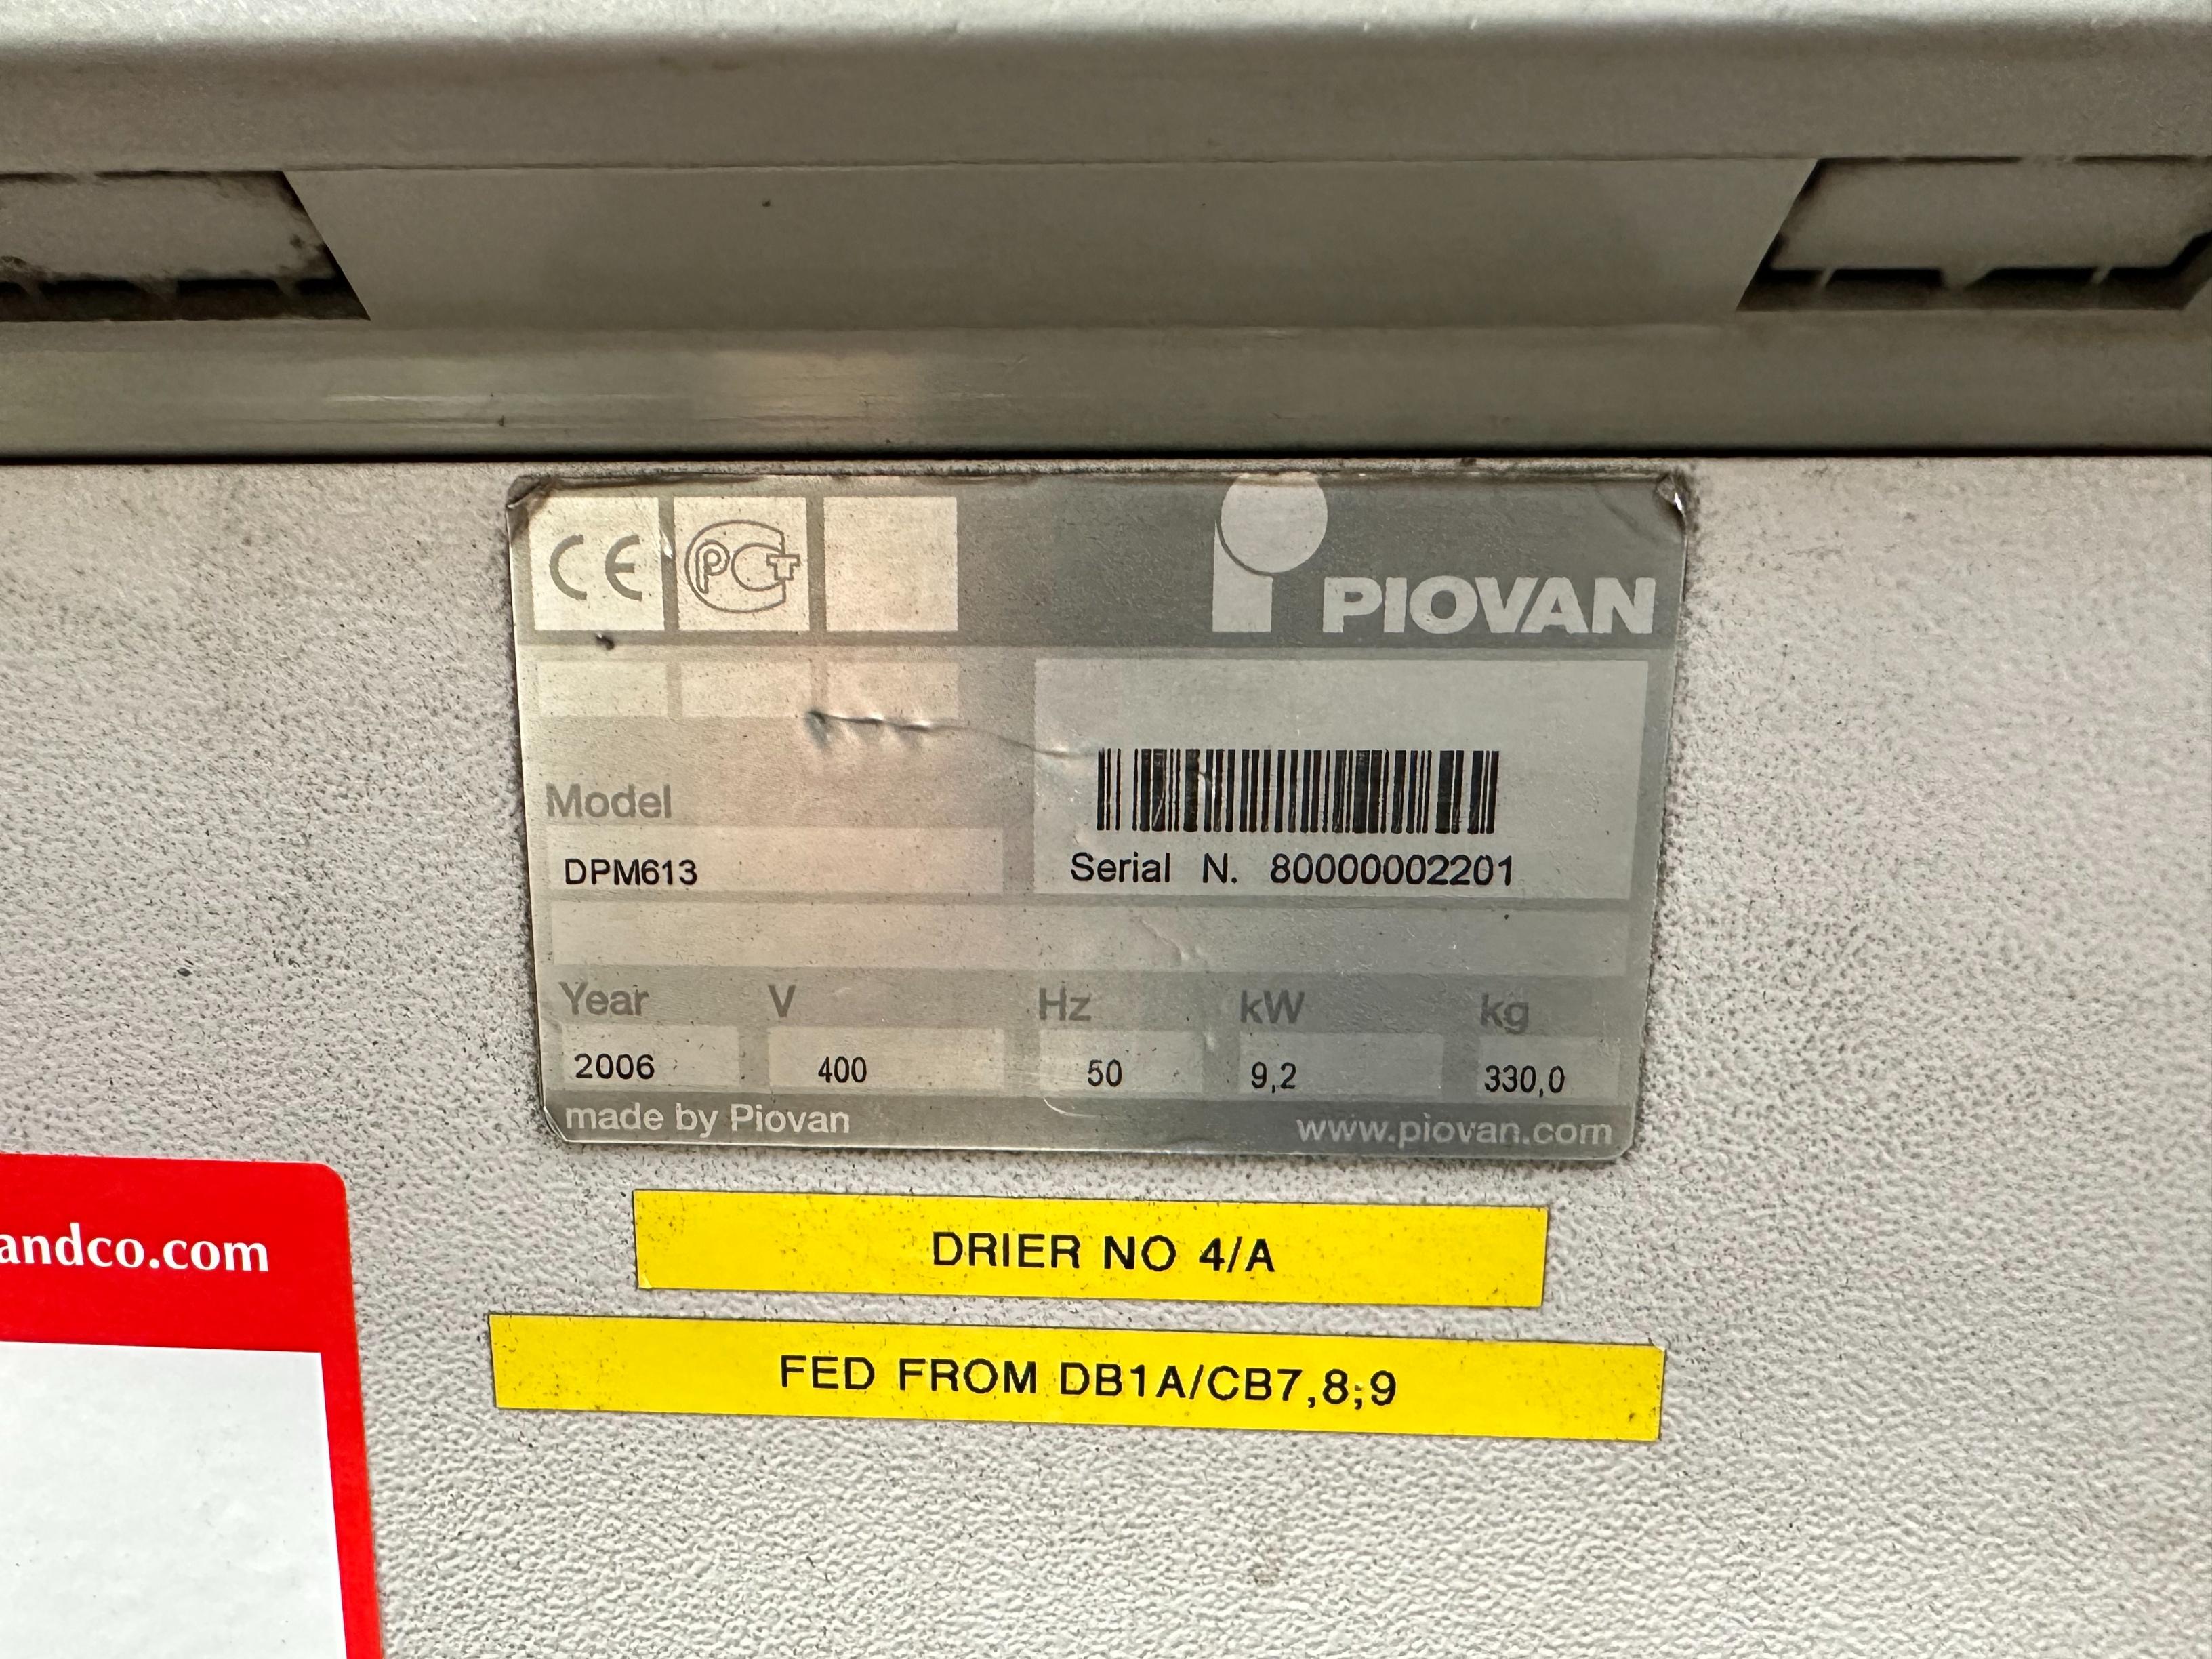 CE PCT
PIOVAN
Model
DPM613
Serial N. 80000002201
Year V Hz kW kg
2006 400 50 9,2 330,0
made by Piovan www.piovan.com
DRIER NO 4/A
FED FROM DB1A/CB7,8;9
andco.com